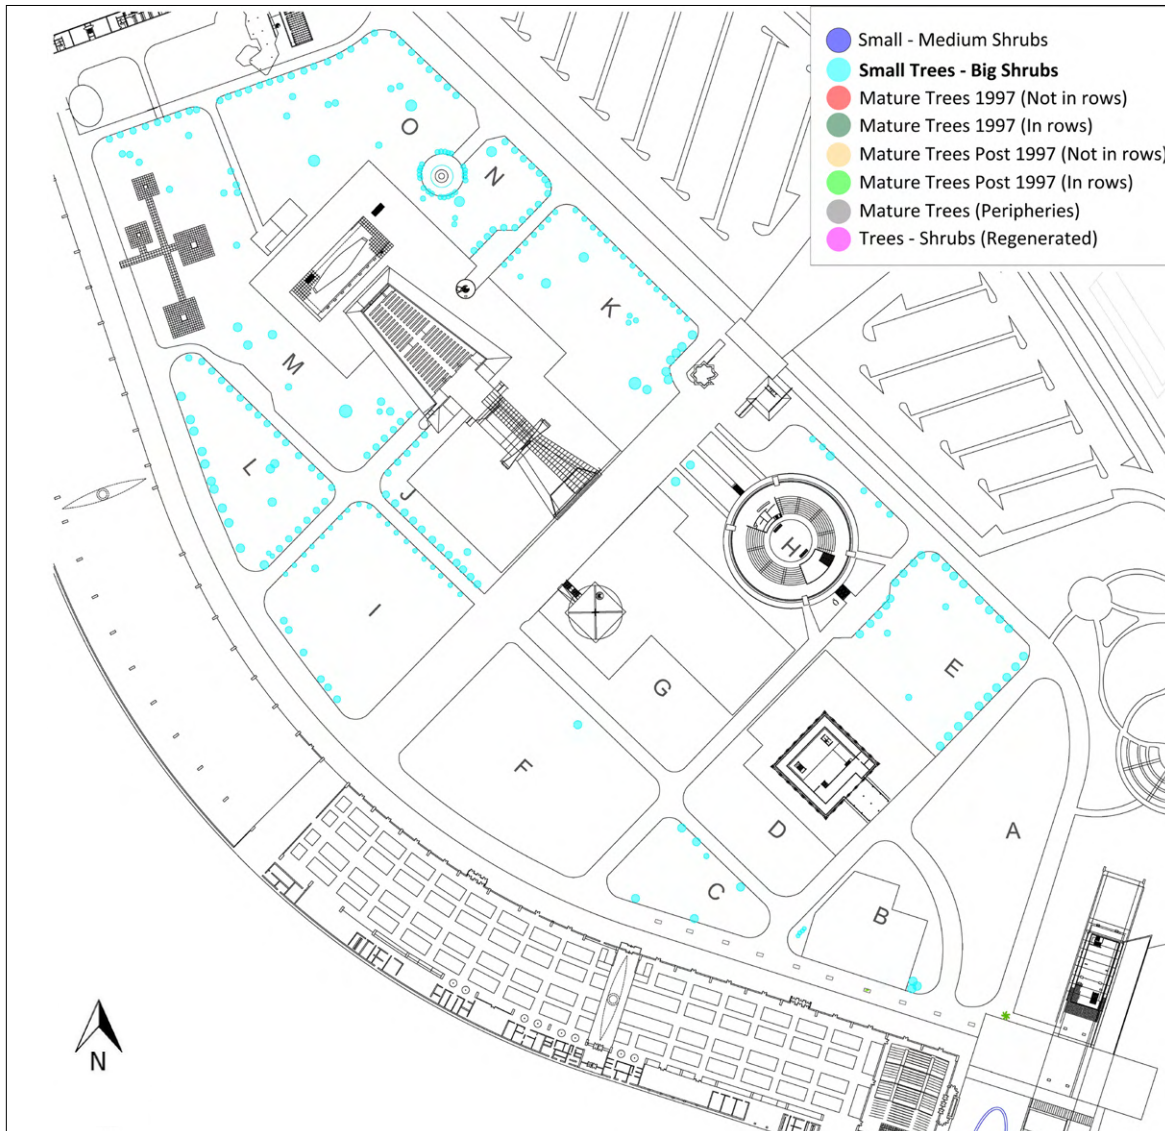 Small - Medium Shrubs
Small Trees - Big Shrubs
Mature Trees 1997 (Not in rows)
Mature Trees 1997 (In rows)
Mature Trees Post 1997 (Not in rows)
Mature Trees Post 1997 (In rows)
Mature Trees (Peripheries)
Trees - Shrubs (Regenerated)
O
N
K
M
L
J
H
I
E
G
F
D
A
C
B
N